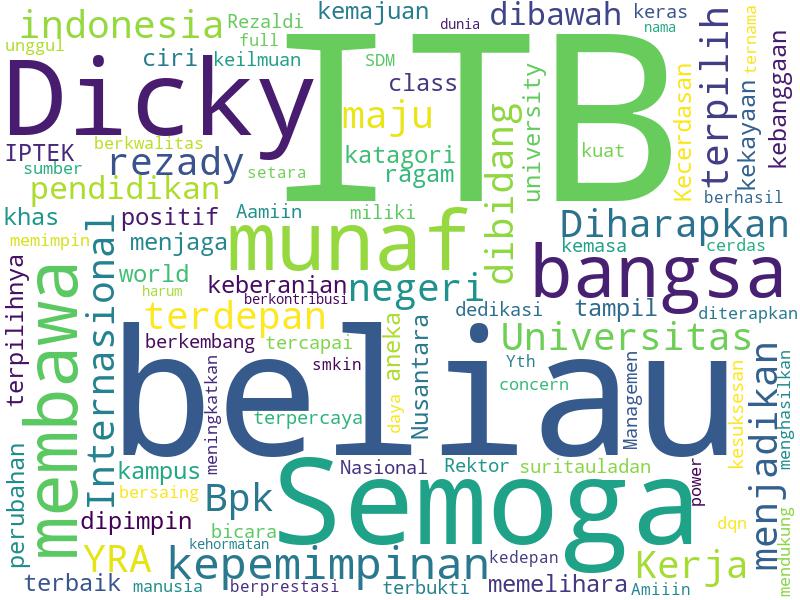 kemajuan
dibawah
keras
indonesia
Rezaldi
dunia
nama
full
unggul
ITB
Dicky
ciri
keilmuan
SDM
class
university
maju
terpilih
ternama
kebanggaan
Kecerdasan
kekayaan
IPTEK
berkwalitas
rezady
sumber
setara
katagori
ragam
kuat
pendidikan
dibidang
berhasil
khas
positif
Aamiin
miliki
munaf
Diharapkan
memimpin
menjaga
kemasa
cerdas
Internasional
world
keberanian
negeri
bangsa
harum
berkontribusi
terpilihnya
membawa
terdepan
dedikasi
tampil
diterapkan
berkembang
tercapai
aneka
Nusantara
Universitas
smkin
Yth
beliau
concern
terpercaya
daya
Managemen
kesuksesan
menjadikan
menghasilkan
meningkatkan
perubahan
kampus
Nasional
Rektor
suritauladan
power
bersaing
Bpk
Semoga
dipimpin
bicara
dqn
mendukung
kehormatan
YRA
kepemimpinan
kedepan
Kerja
terbaik
manusia
berprestasi
terbukti
memelihara
Amiiin